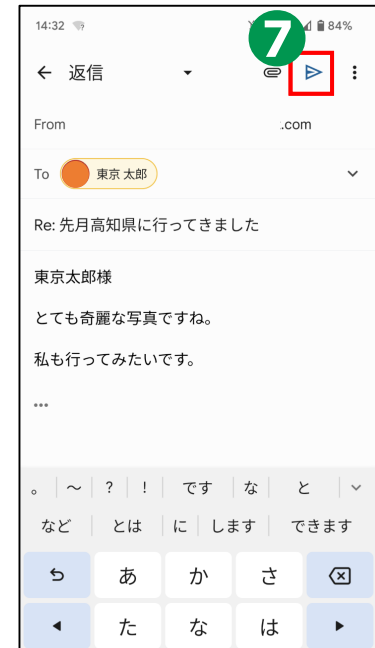 14:32 84%
7
返信
From .com
To 東京 太郎
Re: 先月高知県に行ってきました
東京太郎様
とても奇麗な写真ですね。
私も行ってみたいです。
•••
。 ～ ? ! です な と
など とは に します できます
あ か さ
た な は